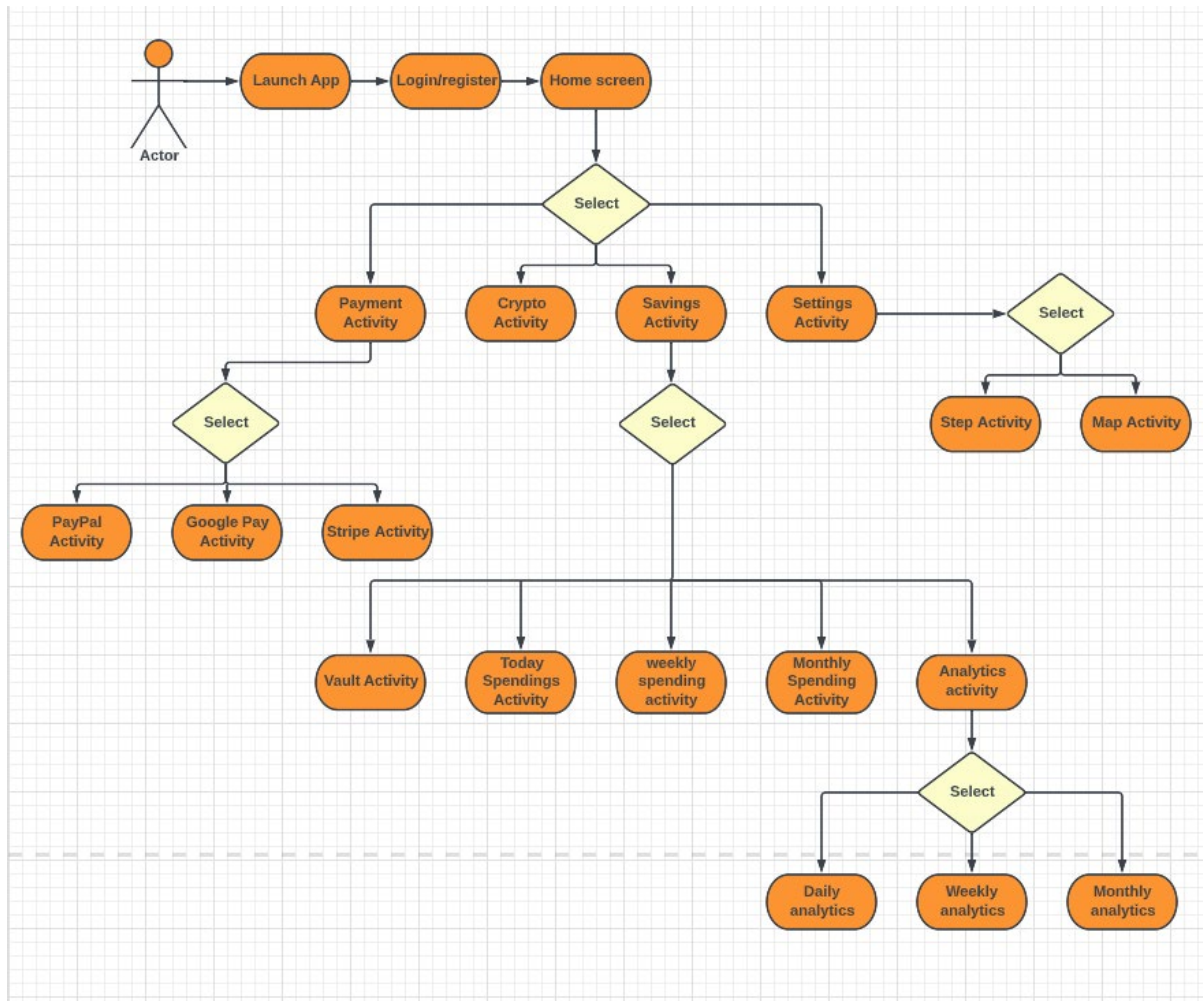 Launch App
Login/register
Home screen
Actor
Select
Payment
Activity
Crypto
Activity
Savings
Activity
Settings
Activity
Select
Select
Select
Step Activity
Map Activity
PayPal
Activity
Google Pay
Activity
Stripe Activity
Vault Activity
Today
Spendings
Activity
weekly
spending
activity
Monthly
Spending
Activity
Analytics
activity
Select
Daily
analytics
Weekly
analytics
Monthly
analytics